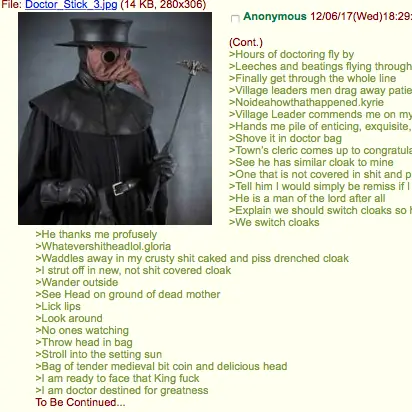 File: Doctor_Stick_3.jpg (14 KB, 280x306)
Anonymous 12/06/17(Wed)18:29:
(Cont.)
>Hours of doctoring fly by
>Leeches and beatings flying through
>Finally get through the whole line
>Village leaders men drag away patie
>Noideahowthathappened.kyrie
>Village Leader commends me on my
>Hands me pile of enticing, exquisite,
>Shove it in doctor bag
>Town's cleric comes up to congratula
>See he has similar cloak to mine
>One that is not covered in shit and p
>Tell him I would simply be remiss if I
>He is a man of the lord after all
>Explain we should switch cloaks so h
>We switch cloaks
>He thanks me profusely
>Whatevershitheadlol.gloria
>Waddles away in my crusty shit caked and piss drenched cloak
>I strut off in new, not shit covered cloak
>Wander outside
>See Head on ground of dead mother
>Lick lips
>Look around
>No ones watching
>Throw head in bag
>Stroll into the setting sun
>Bag of tender medieval bit coin and delicious head
>I am ready to face that King fuck
>I am doctor destined for greatness
To Be Continued...